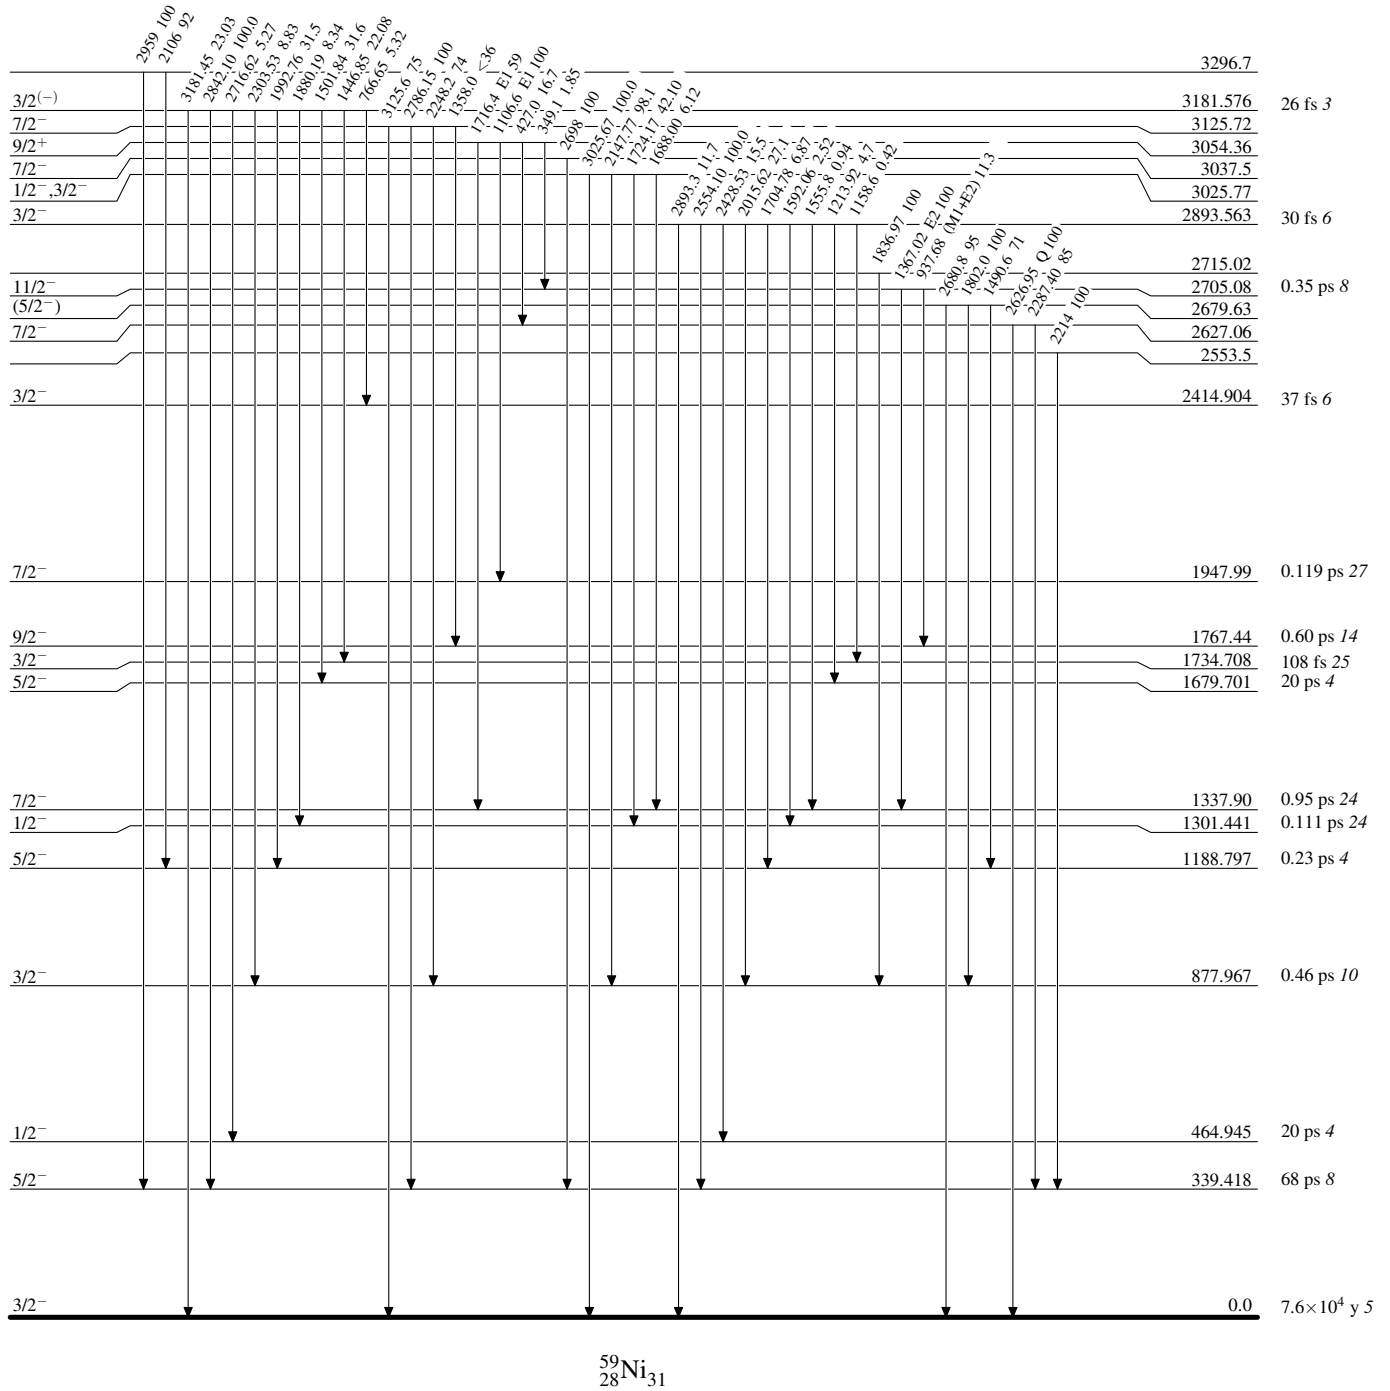 2959 100
2106 92
3181.45 23.03
2842.10 100.0
2716.62 5.27
2303.53 8.83
1992.76 31.5
1880.19 8.34
1501.84 31.6
1446.85 22.08
766.65 5.32
3125.6 75
2786.15 100
2248.2 74
1358.0 <36
1716.4 E1 59
1106.6 E1 100
427.0 16.7
349.1 1.85
2698 100
3025.67 100.0
2147.77 98.1
1724.17 42.10
1688.00 6.12
2893.3 11.7
2554.10 100.0
2428.53 15.5
2015.62 27.1
1704.78 6.87
1592.06 2.52
1555.8 0.94
1213.92 4.7
1158.6 0.42
1836.97 100
1367.02 E2 100
937.68 (M1+E2) 11.3
2680.8 95
1802.0 100
1490.6 71
2626.95 Q 100
2287.40 85
2214 100
3296.7
3/2(−) 3181.576 26 fs 3
7/2− 3125.72
9/2+ 3054.36
7/2− 3037.5
1/2−,3/2− 3025.77
3/2− 2893.563 30 fs 6
2715.02
11/2− 2705.08 0.35 ps 8
(5/2−) 2679.63
7/2− 2627.06
2553.5
3/2− 2414.904 37 fs 6
7/2− 1947.99 0.119 ps 27
9/2− 1767.44 0.60 ps 14
3/2− 1734.708 108 fs 25
5/2− 1679.701 20 ps 4
7/2− 1337.90 0.95 ps 24
1/2− 1301.441 0.111 ps 24
5/2− 1188.797 0.23 ps 4
3/2− 877.967 0.46 ps 10
1/2− 464.945 20 ps 4
5/2− 339.418 68 ps 8
3/2− 0.0 7.6×10⁴ y 5
⁵⁹₂₈Ni₃₁